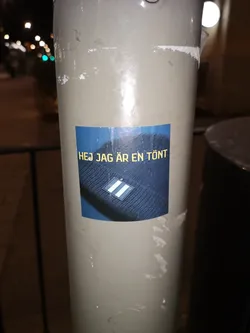 HEJ JAG ÄR EN TÖNT